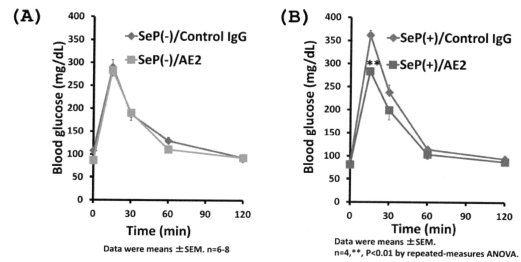 (A)
400
350
300
250
200
150
100
50
0
Blood glucose (mg/dL)
SeP(-)/Control IgG
SeP(-)/AE2
0 30 60 90 120
Time (min)
Data were means ±SEM. n=6-8
(B)
400
350
300
250
200
150
100
50
0
Blood glucose (mg/dL)
SeP(+)/Control IgG
SeP(+)/AE2
**
0 30 60 90 120
Time (min)
Data were means ±SEM.
n=4,**, P<0.01 by repeated-measures ANOVA.